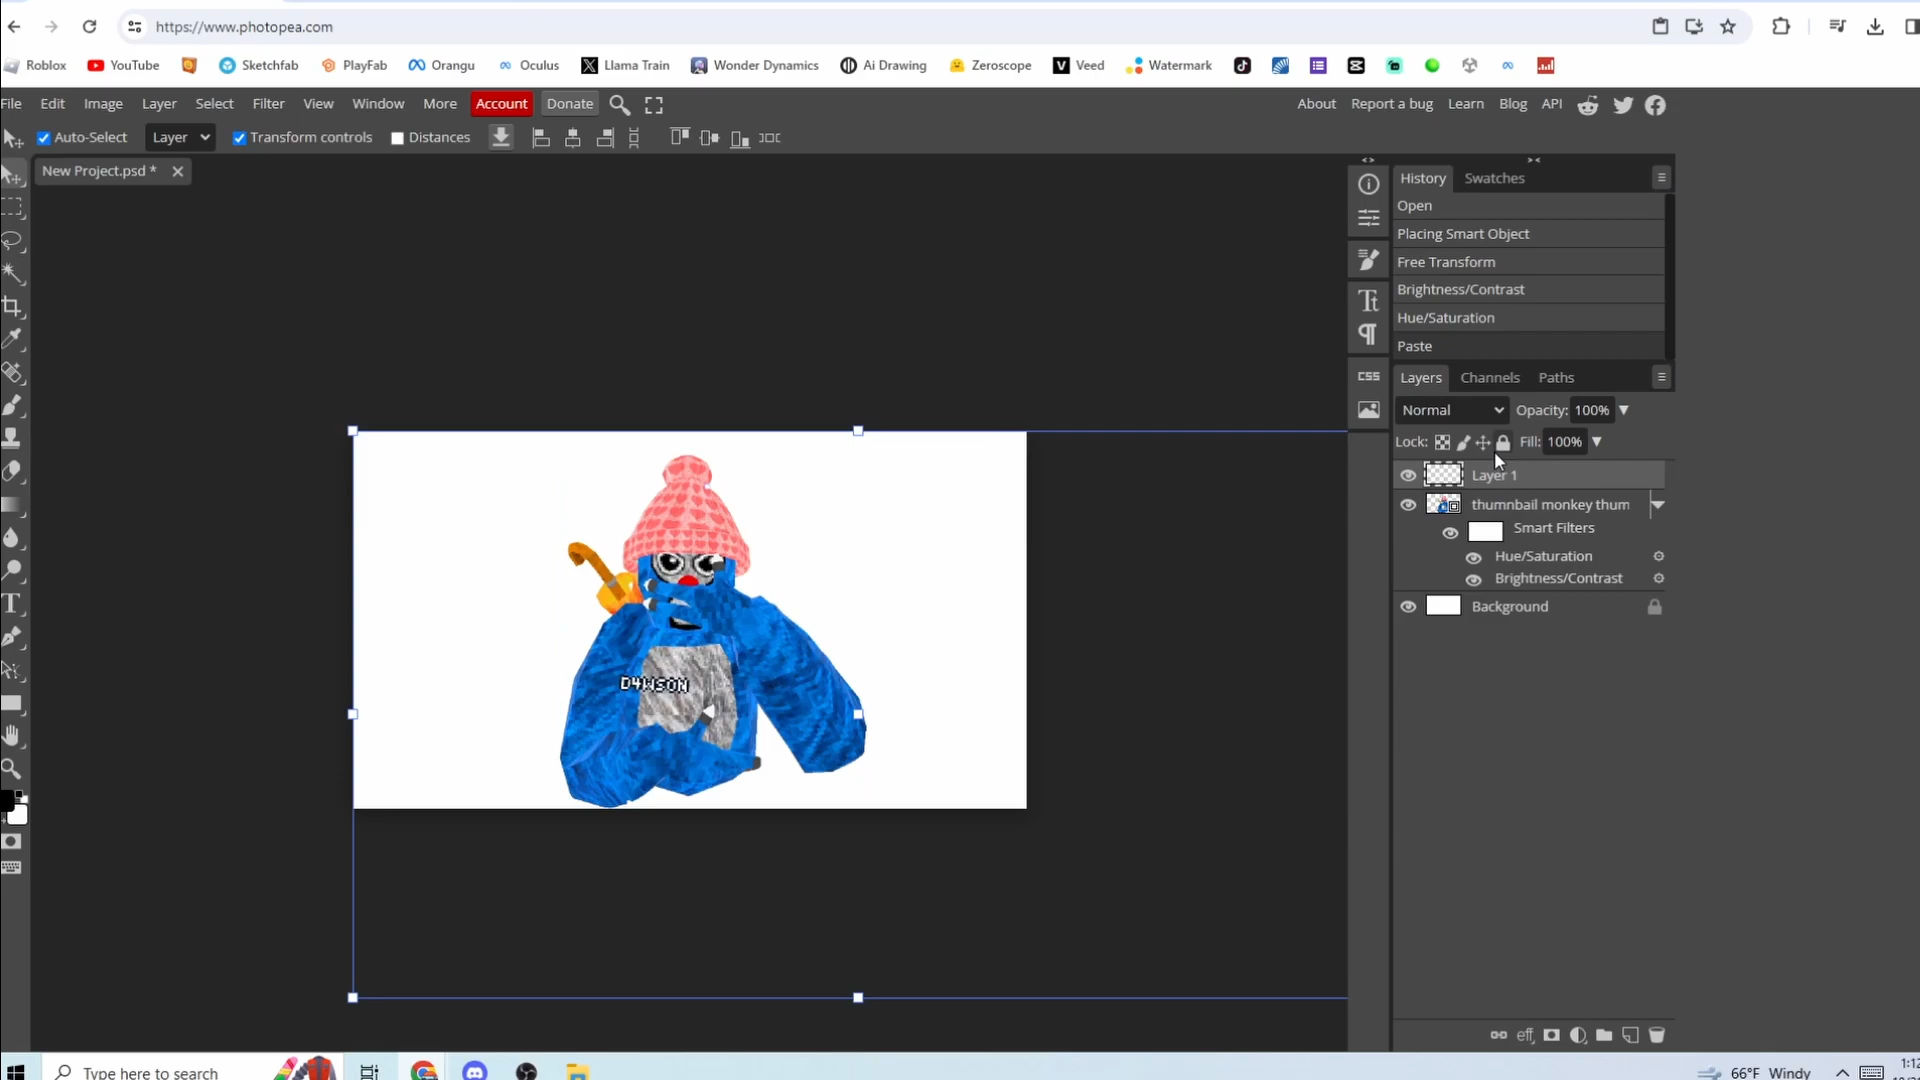 https://www.photopea.com
Roblox YouTube Sketchfab PlayFab Orangu Oculus Llama Train Wonder Dynamics Ai Drawing Zeroscope Veed Watermark
File Edit Image Layer Select Filter View Window More Account Donate About Report a bug Learn Blog API
Auto-Select Layer Transform controls Distances
New Project.psd *
History Swatches
Open
Placing Smart Object
Free Transform
Brightness/Contrast
Hue/Saturation
Paste
CSS
Layers Channels Paths
Normal Opacity: 100%
Lock: Fill: 100%
Layer 1
thumnbail monkey thum
Smart Filters
Hue/Saturation
Brightness/Contrast
Background
D4WSON
eff
Type here to search
66°F Windy